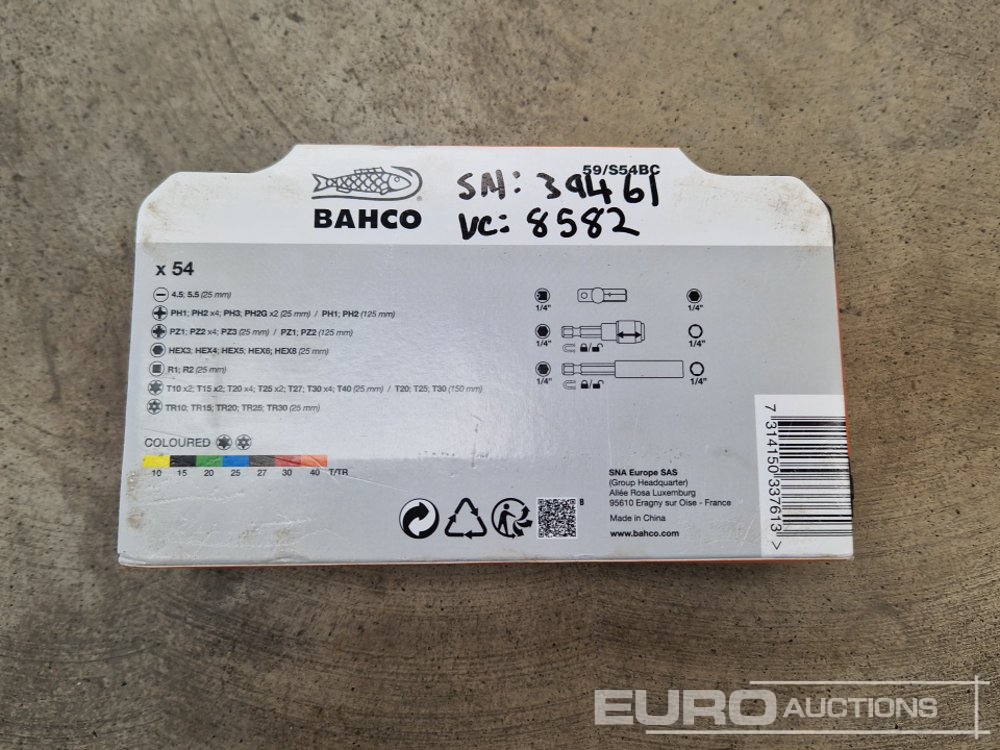 59/S54BC
SN: 39461
VC: 8582
BAHCO
x 54
4.5; 5.5 (25 mm)
PH1; PH2 x4; PH3; PH2G x2 (25 mm) / PH1; PH2 (125 mm)
PZ1; PZ2 x4; PZ3 (25 mm) / PZ1; PZ2 (125 mm)
HEX3; HEX4; HEX5; HEX6; HEX8 (25 mm)
R1; R2 (25 mm)
T10 x2; T15 x2; T20 x4; T25 x2; T27; T30 x4; T40 (25 mm) / T20; T25; T30 (150 mm)
TR10; TR15; TR20; TR25; TR30 (25 mm)
1/4" 1/4"
1/4" 1/4"
1/4" 1/4"
COLOURED
10 15 20 25 27 30 40 T/TR
SNA Europe SAS
(Group Headquarter)
Allée Rosa Luxemburg
95610 Eragny sur Oise - France
Made in China
www.bahco.com
7 314150 337613 >
EURO AUCTIONS